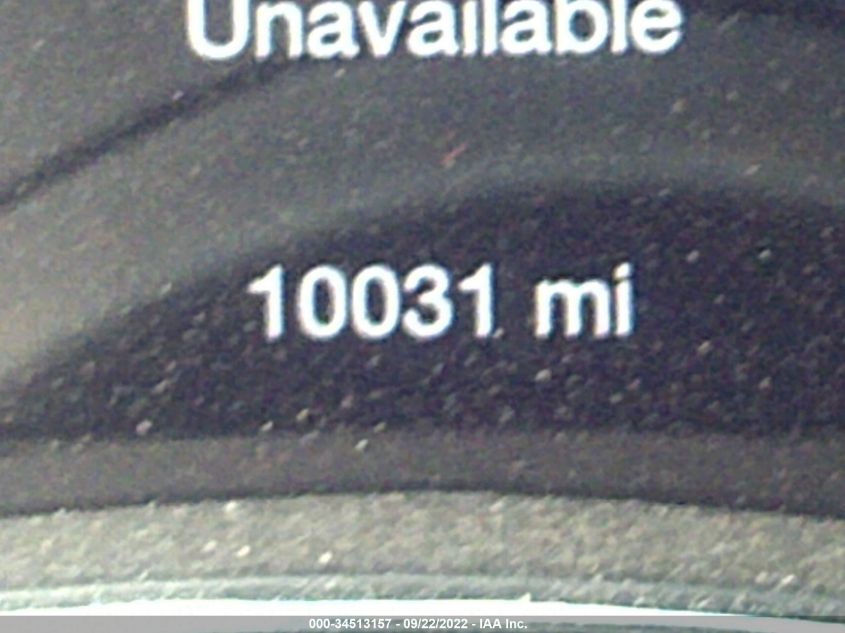 Unavailable
10031 mi
000-34513157 - 09/22/2022 - IAA Inc.